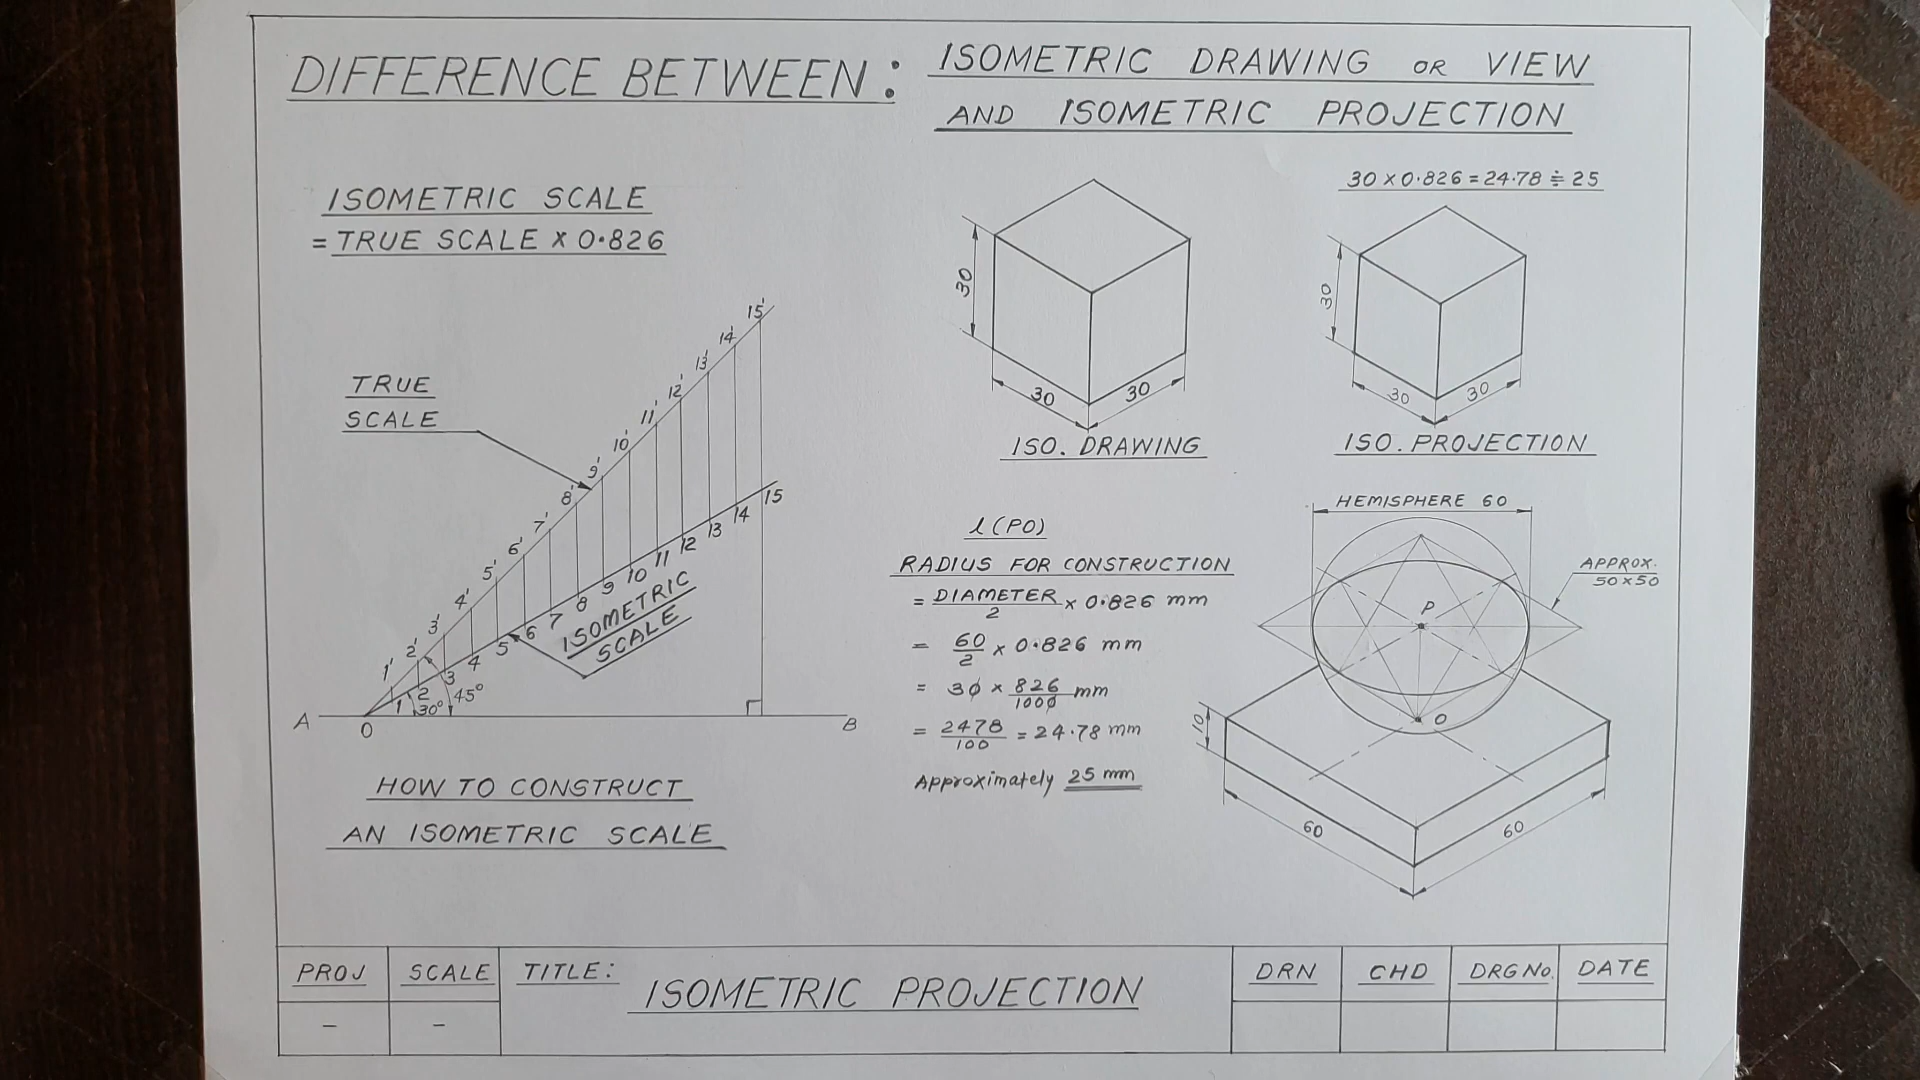 DIFFERENCE BETWEEN:
ISOMETRIC DRAWING OR VIEW
AND ISOMETRIC PROJECTION
ISOMETRIC SCALE
= TRUE SCALE X 0.826
TRUE
SCALE
1' 2' 3' 4' 5' 6' 7' 8' 9' 10' 11' 12' 13' 14' 15'
1 2 3 4 5 6 7 8 9 10 11 12 13 14 15
ISOMETRIC
SCALE
30° 45°
A O B
HOW TO CONSTRUCT
AN ISOMETRIC SCALE
30
30 30
ISO. DRAWING
30 X 0.826 = 24.78 ≑ 25
30
30 30
ISO. PROJECTION
l (PO)
RADIUS FOR CONSTRUCTION
= DIAMETER/2 x 0.826 mm
= 60/2 x 0.826 mm
= 30 x 826/1000 mm
= 2478/100 = 24.78 mm
Approximately 25 mm
HEMISPHERE 60
APPROX.
50x50
P
O
10
60 60
PROJ SCALE TITLE: ISOMETRIC PROJECTION DRN CHD DRG No. DATE
– –